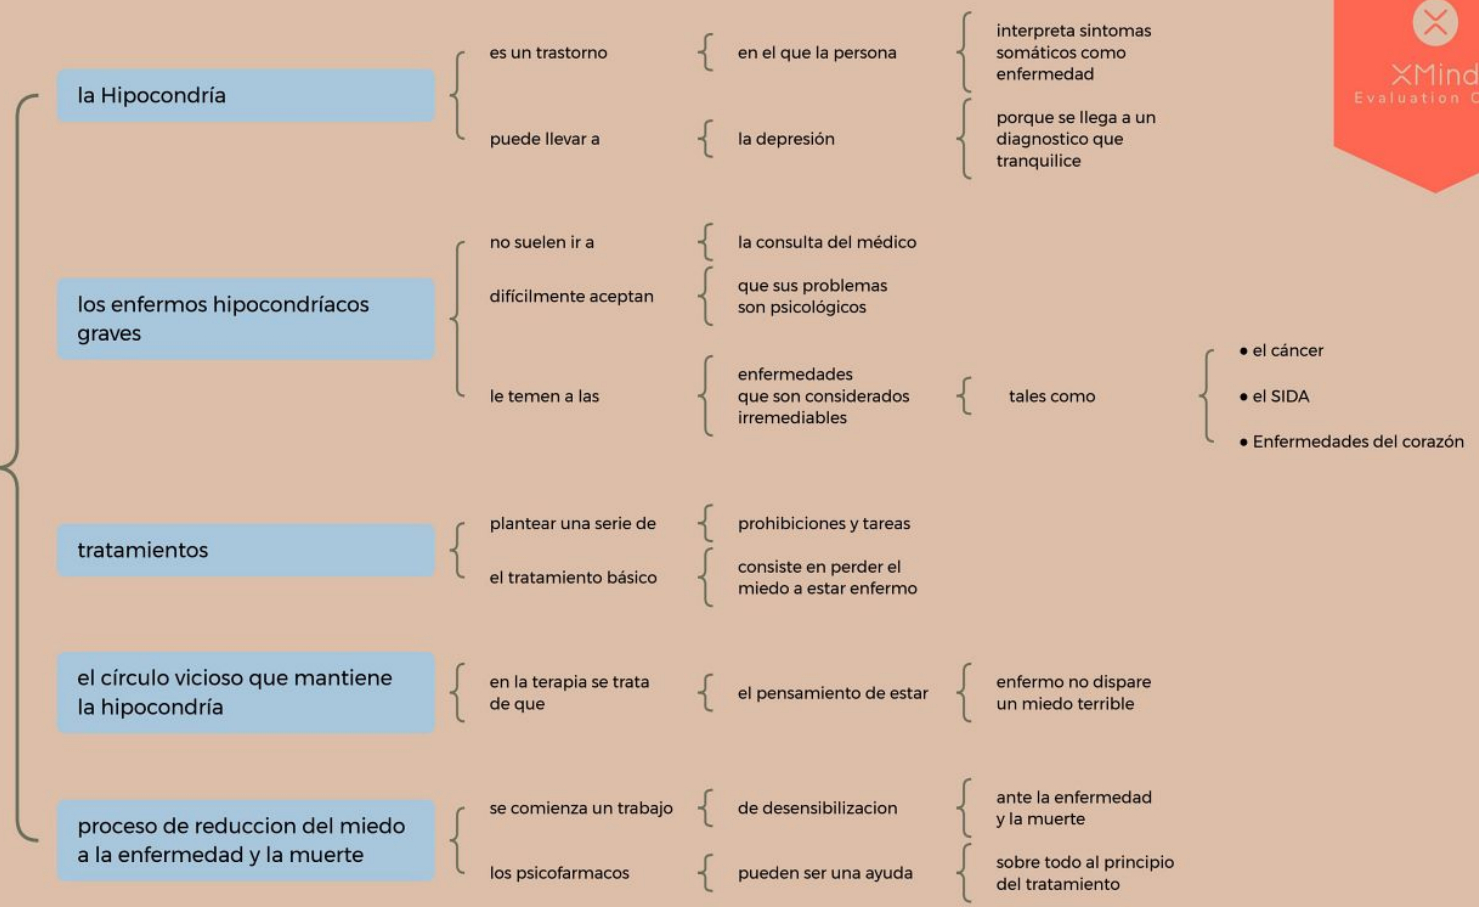 la Hipocondría
es un trastorno
en el que la persona
interpreta sintomas
somáticos como
enfermedad
puede llevar a
la depresión
porque se llega a un
diagnostico que
tranquilice
los enfermos hipocondríacos
graves
no suelen ir a
la consulta del médico
difícilmente aceptan
que sus problemas
son psicológicos
le temen a las
enfermedades
que son considerados
irremediables
tales como
● el cáncer
● el SIDA
● Enfermedades del corazón
tratamientos
plantear una serie de
prohibiciones y tareas
el tratamiento básico
consiste en perder el
miedo a estar enfermo
el círculo vicioso que mantiene
la hipocondría
en la terapia se trata
de que
el pensamiento de estar
enfermo no dispare
un miedo terrible
proceso de reduccion del miedo
a la enfermedad y la muerte
se comienza un trabajo
de desensibilizacion
ante la enfermedad
y la muerte
los psicofarmacos
pueden ser una ayuda
sobre todo al principio
del tratamiento
XMind
Evaluation